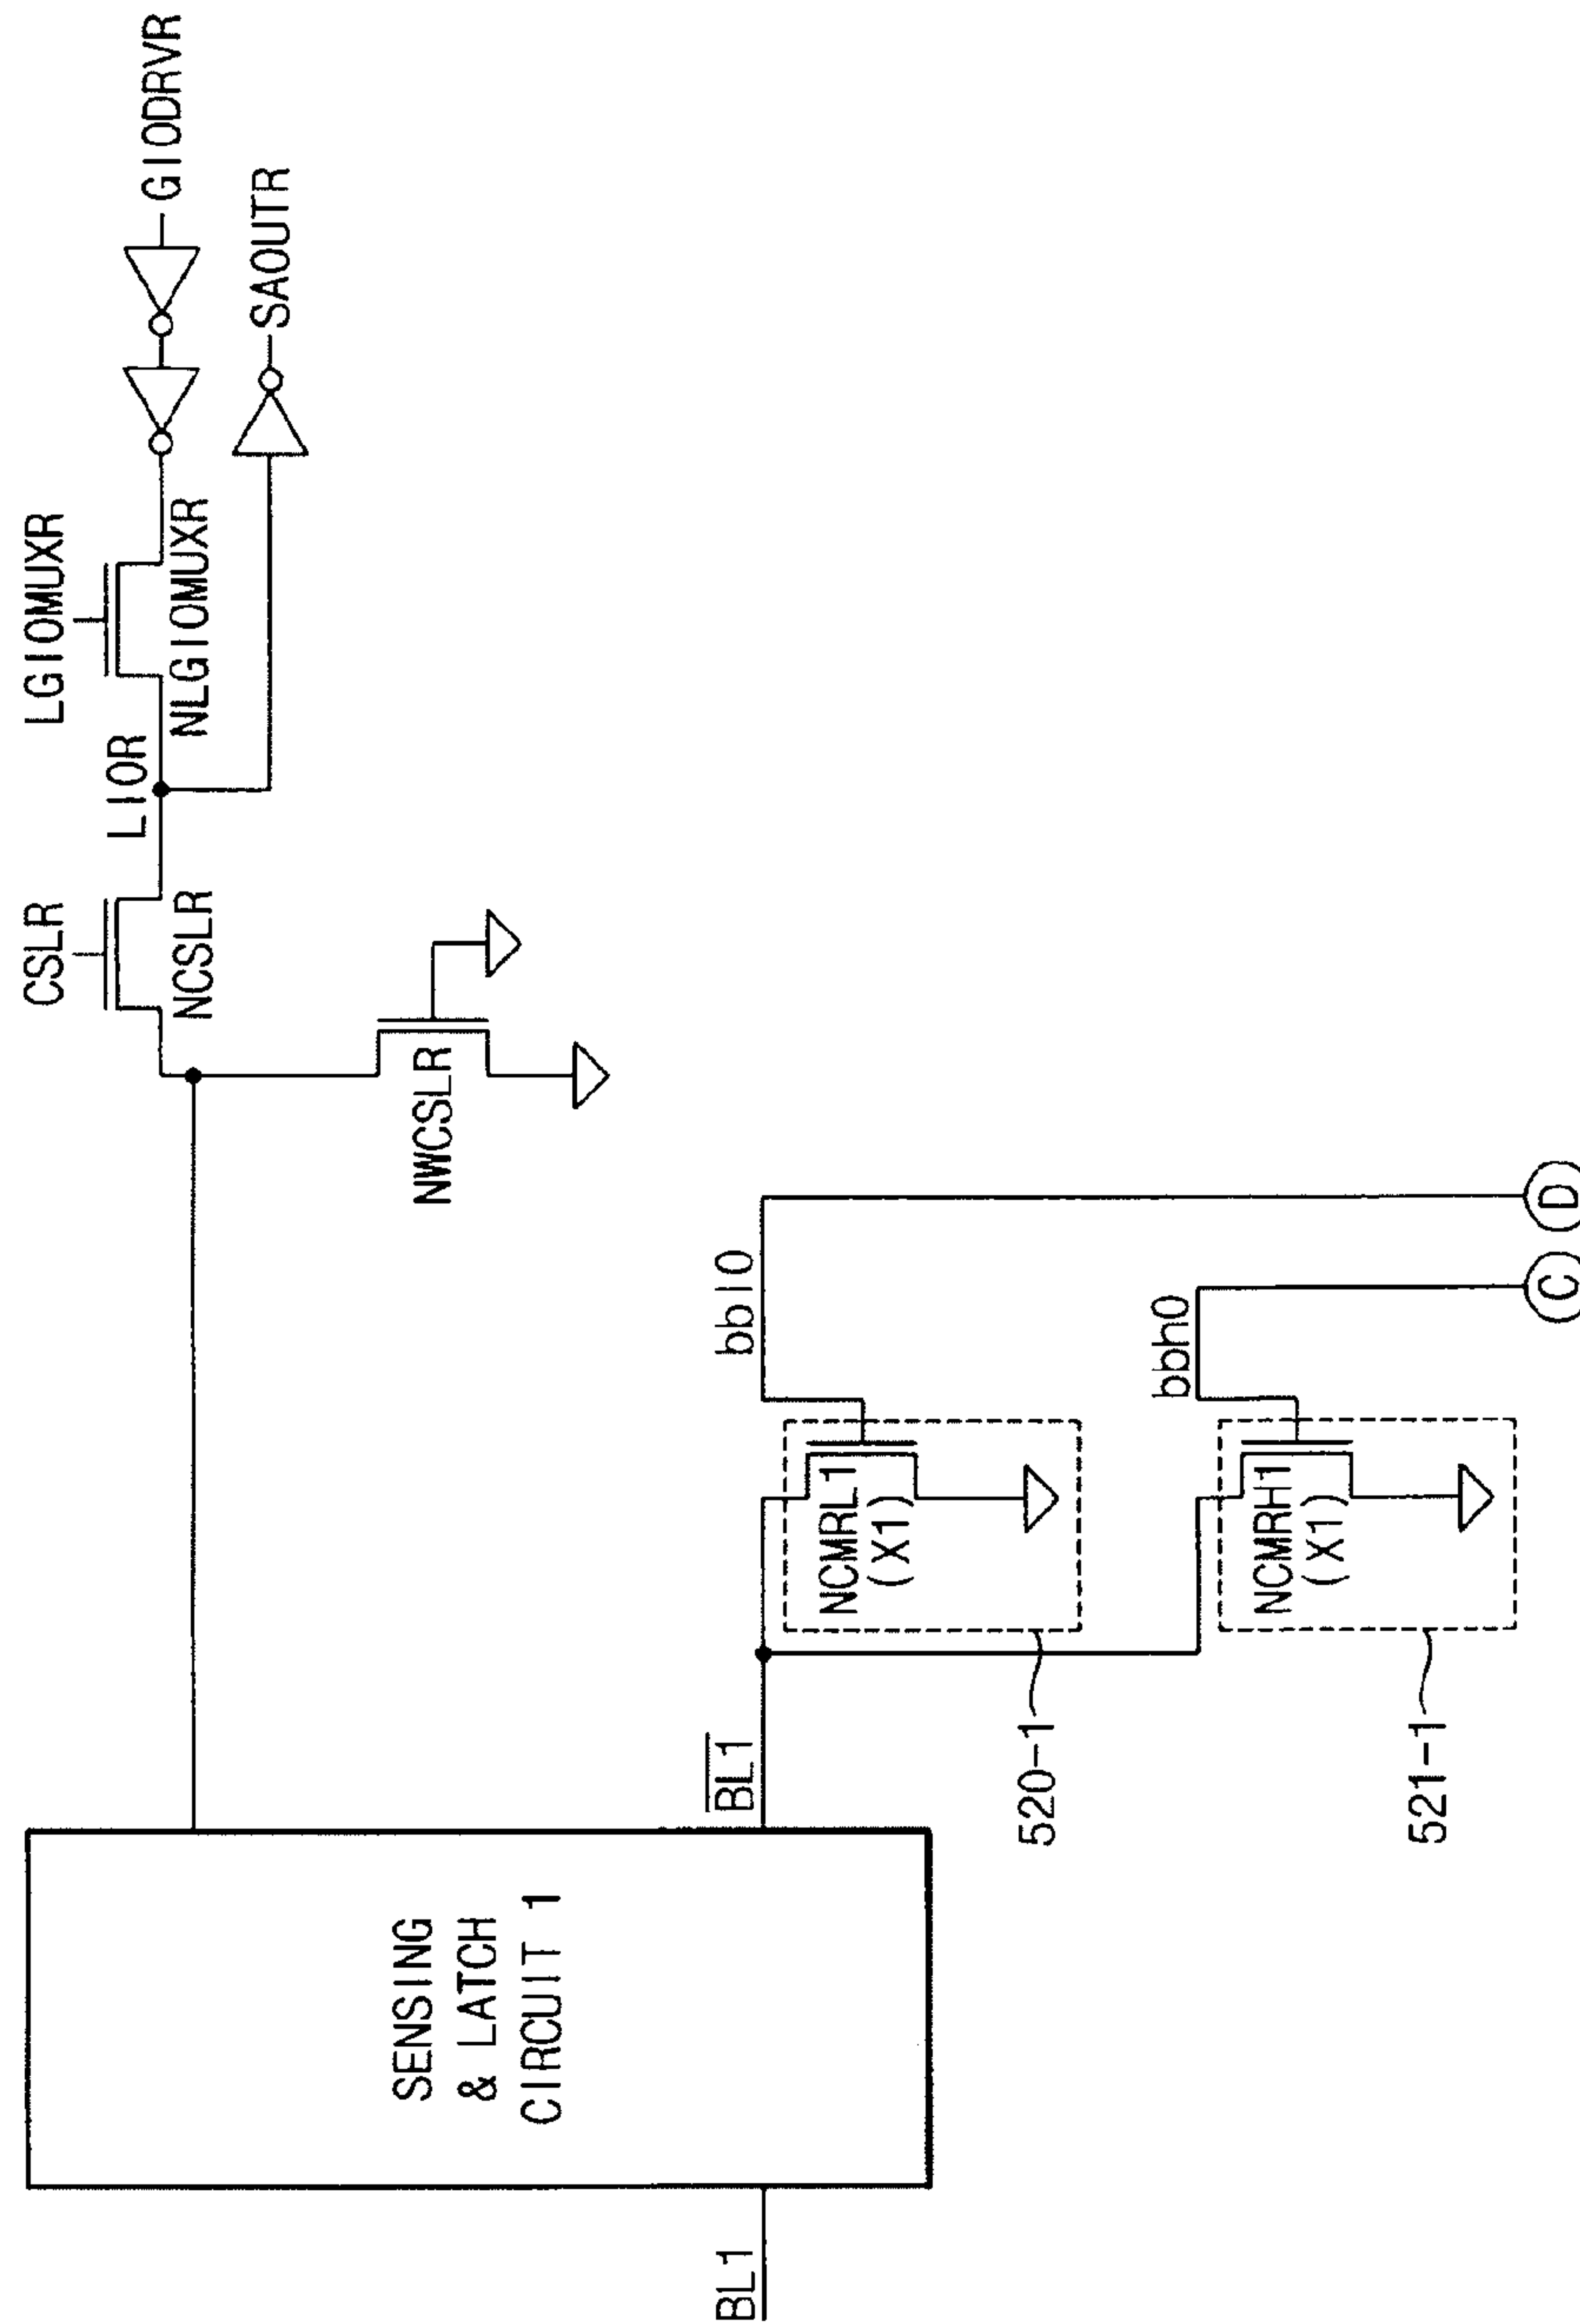 LGIOMUXR
CSLR
LIOR
GIODRVR
NCSLR
NLGIOMUXR
SAOUTR
NWCSLR
SENSING
& LATCH
CIRCUIT 1
BL1
BL1
bbl0
NCMRL1
(X1)
520-1
bbh0
NCMRH1
(X1)
521-1
C
D